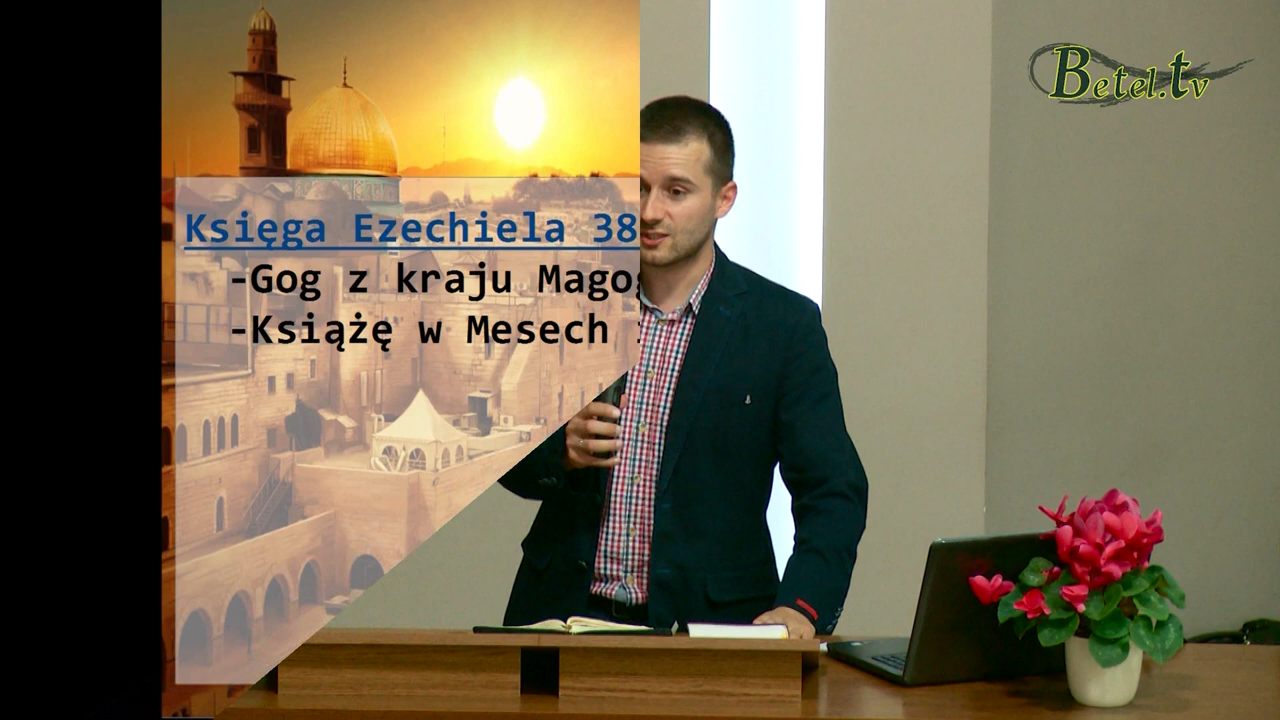 Księga Ezechiela 38
-Gog z kraju Magog
-Książę w Mesech
Betel.tv